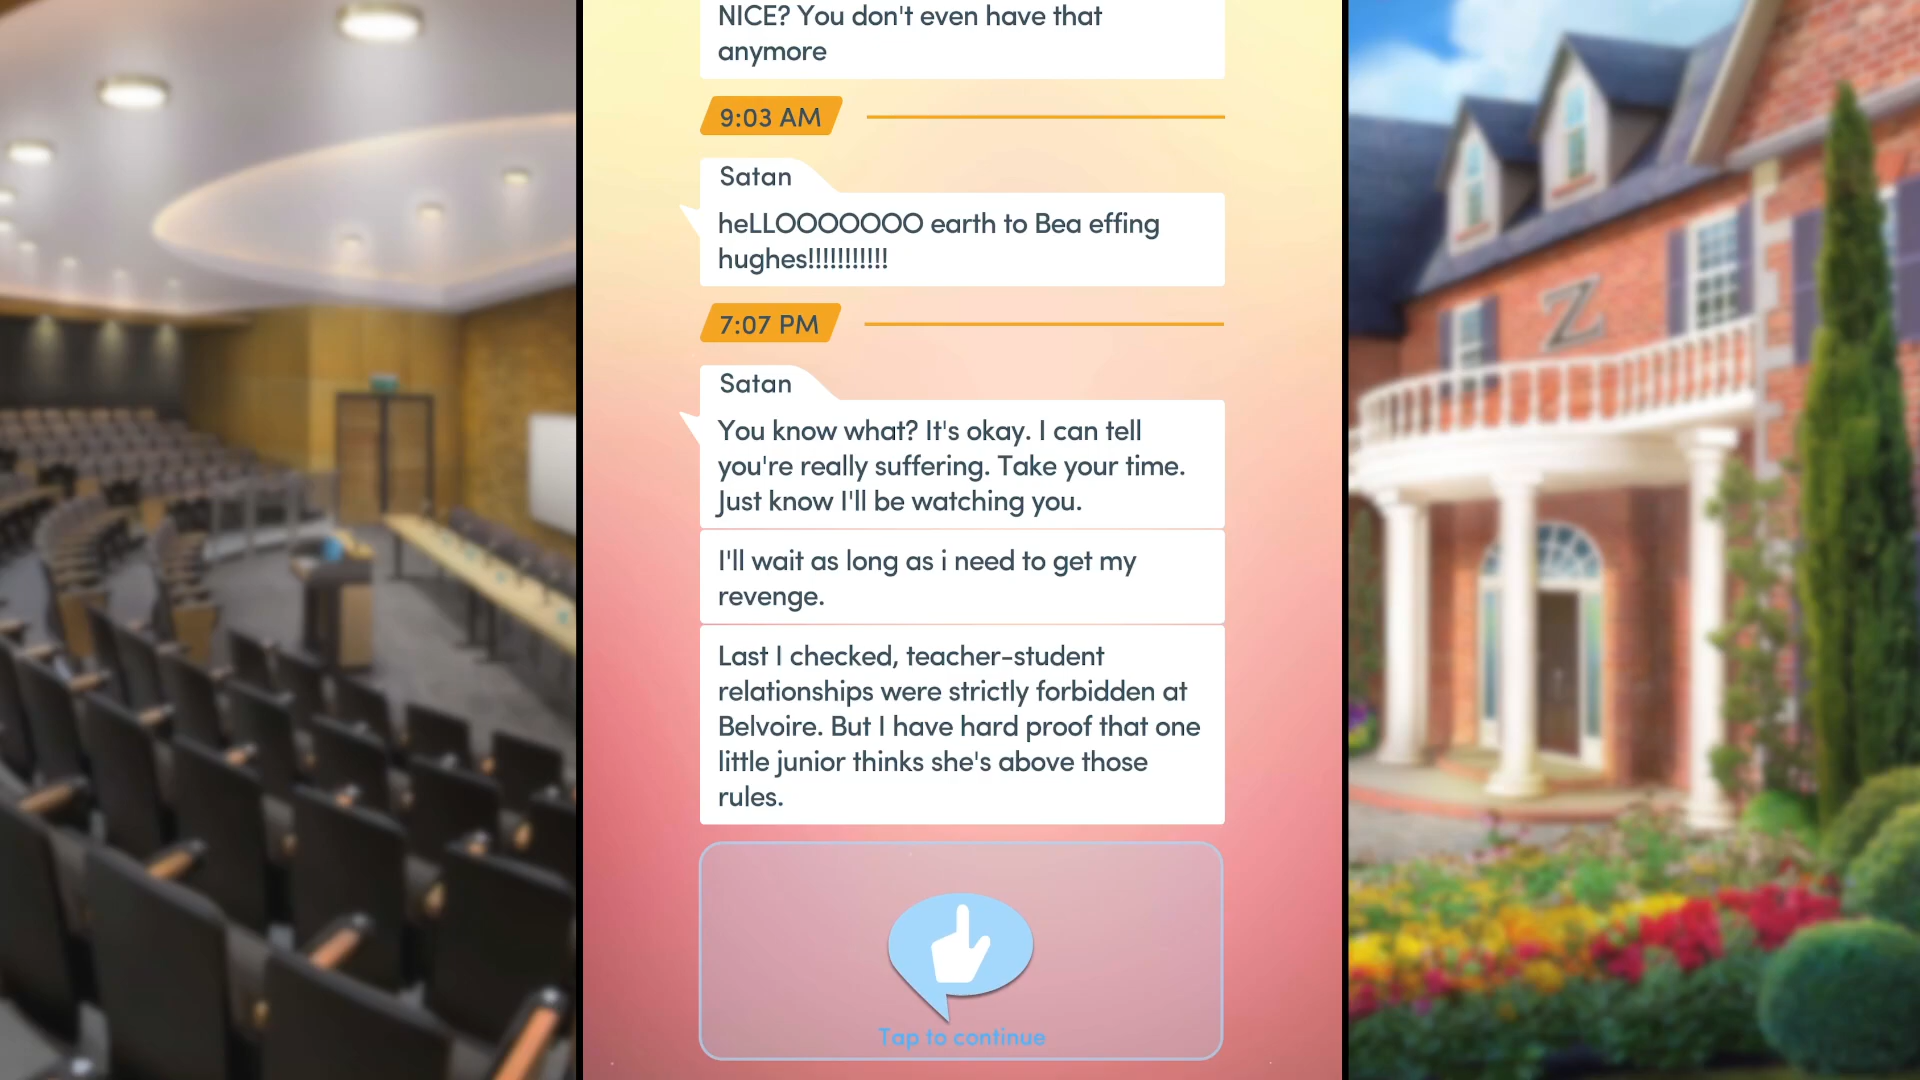 NICE? You don't even have that
anymore
9:03 AM
Satan
heLLOOOOOOO earth to Bea effing
hughes!!!!!!!!!!!
7:07 PM
Satan
You know what? It's okay. I can tell
you're really suffering. Take your time.
Just know I'll be watching you.
I'll wait as long as i need to get my
revenge.
Last I checked, teacher-student
relationships were strictly forbidden at
Belvoire. But I have hard proof that one
little junior thinks she's above those
rules.
Tap to continue
Z